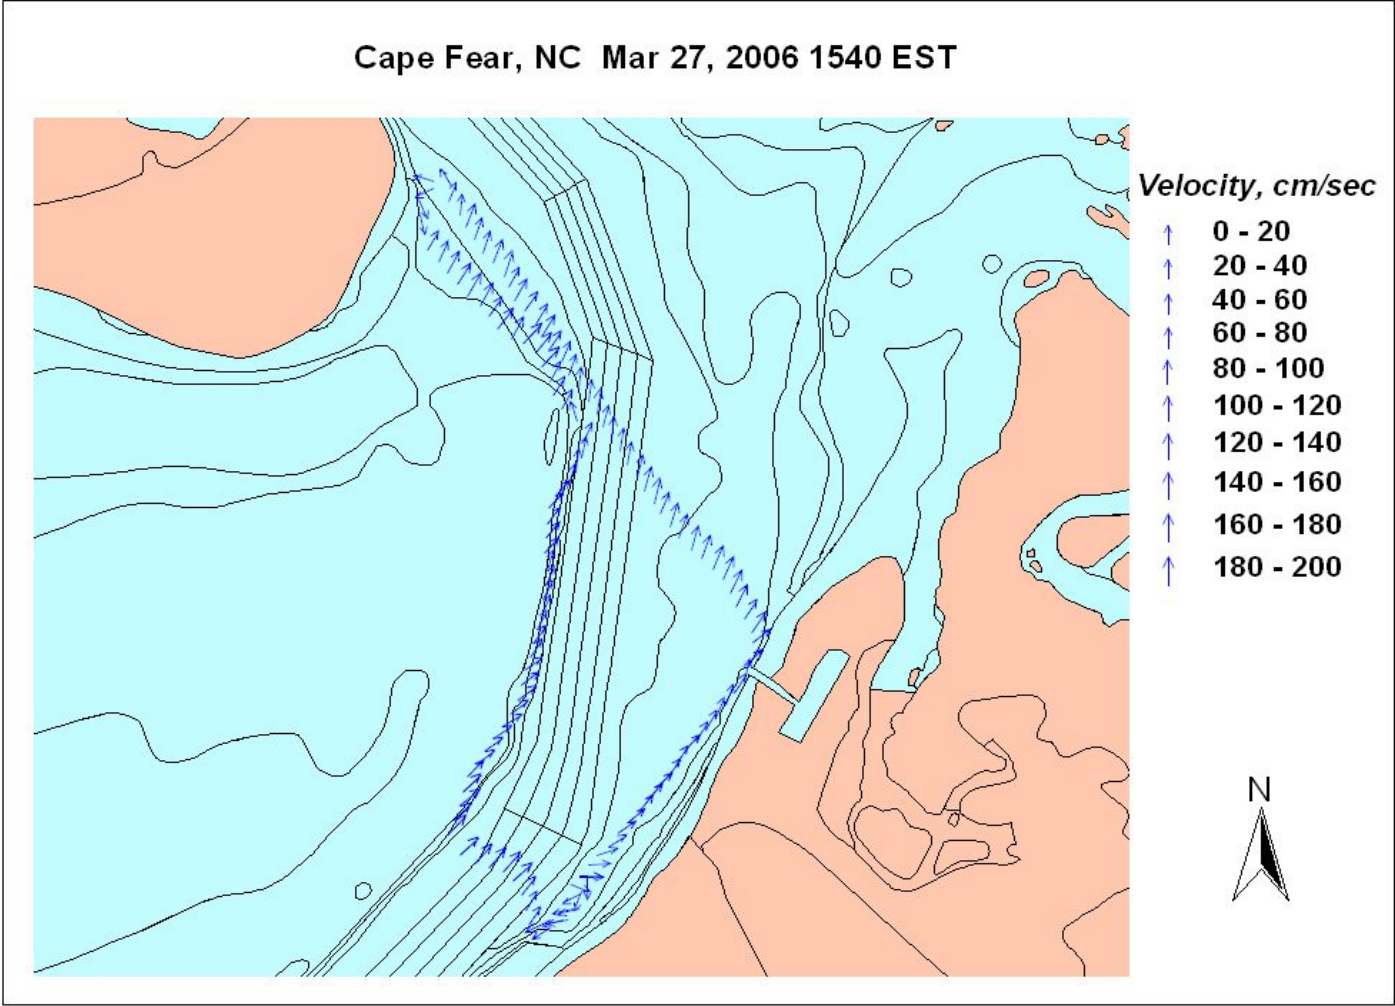 Cape Fear, NC  Mar 27, 2006 1540 EST
Velocity, cm/sec
0 - 20
20 - 40
40 - 60
60 - 80
80 - 100
100 - 120
120 - 140
140 - 160
160 - 180
180 - 200
N